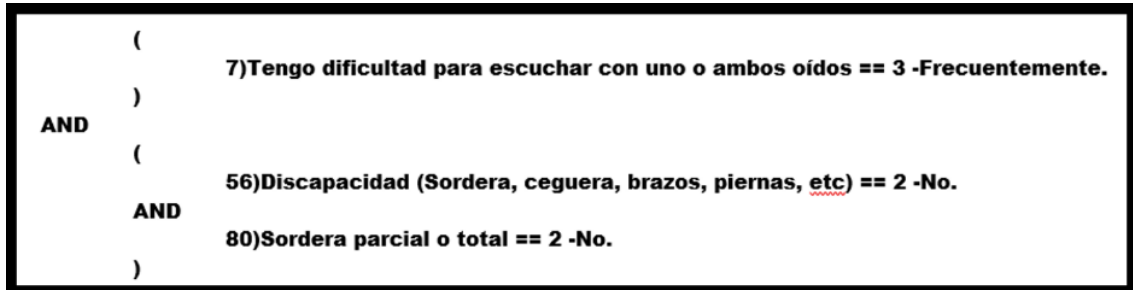 (
7)Tengo dificultad para escuchar con uno o ambos oídos == 3 -Frecuentemente.
)
AND
(
56)Discapacidad (Sordera, ceguera, brazos, piernas, etc) == 2 -No.
AND
80)Sordera parcial o total == 2 -No.
)